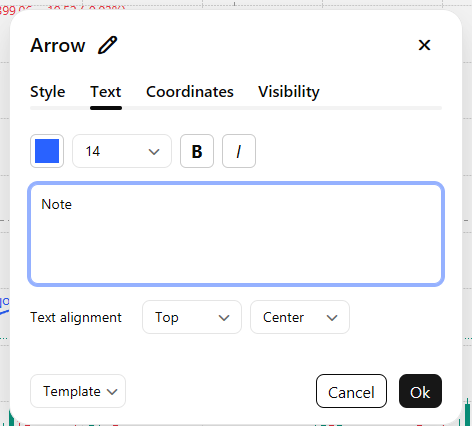 Arrow
Style Text Coordinates Visibility
14 B I
Note
Text alignment Top Center
Template Cancel Ok